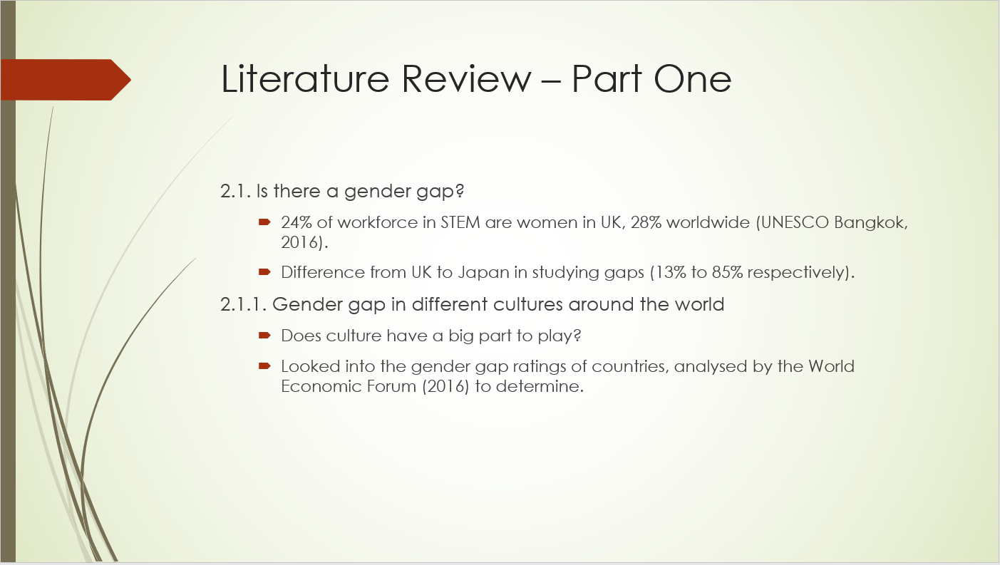 Literature Review – Part One
2.1. Is there a gender gap?
24% of workforce in STEM are women in UK, 28% worldwide (UNESCO Bangkok,
2016).
Difference from UK to Japan in studying gaps (13% to 85% respectively).
2.1.1. Gender gap in different cultures around the world
Does culture have a big part to play?
Looked into the gender gap ratings of countries, analysed by the World
Economic Forum (2016) to determine.